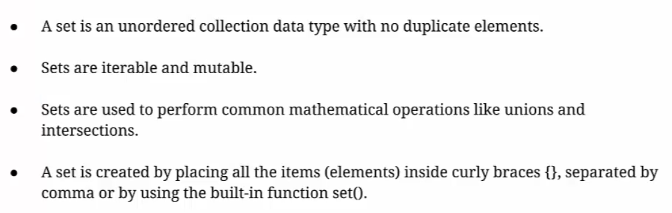 • A set is an unordered collection data type with no duplicate elements.
• Sets are iterable and mutable.
• Sets are used to perform common mathematical operations like unions and
intersections.
• A set is created by placing all the items (elements) inside curly braces {}, separated by
comma or by using the built-in function set().